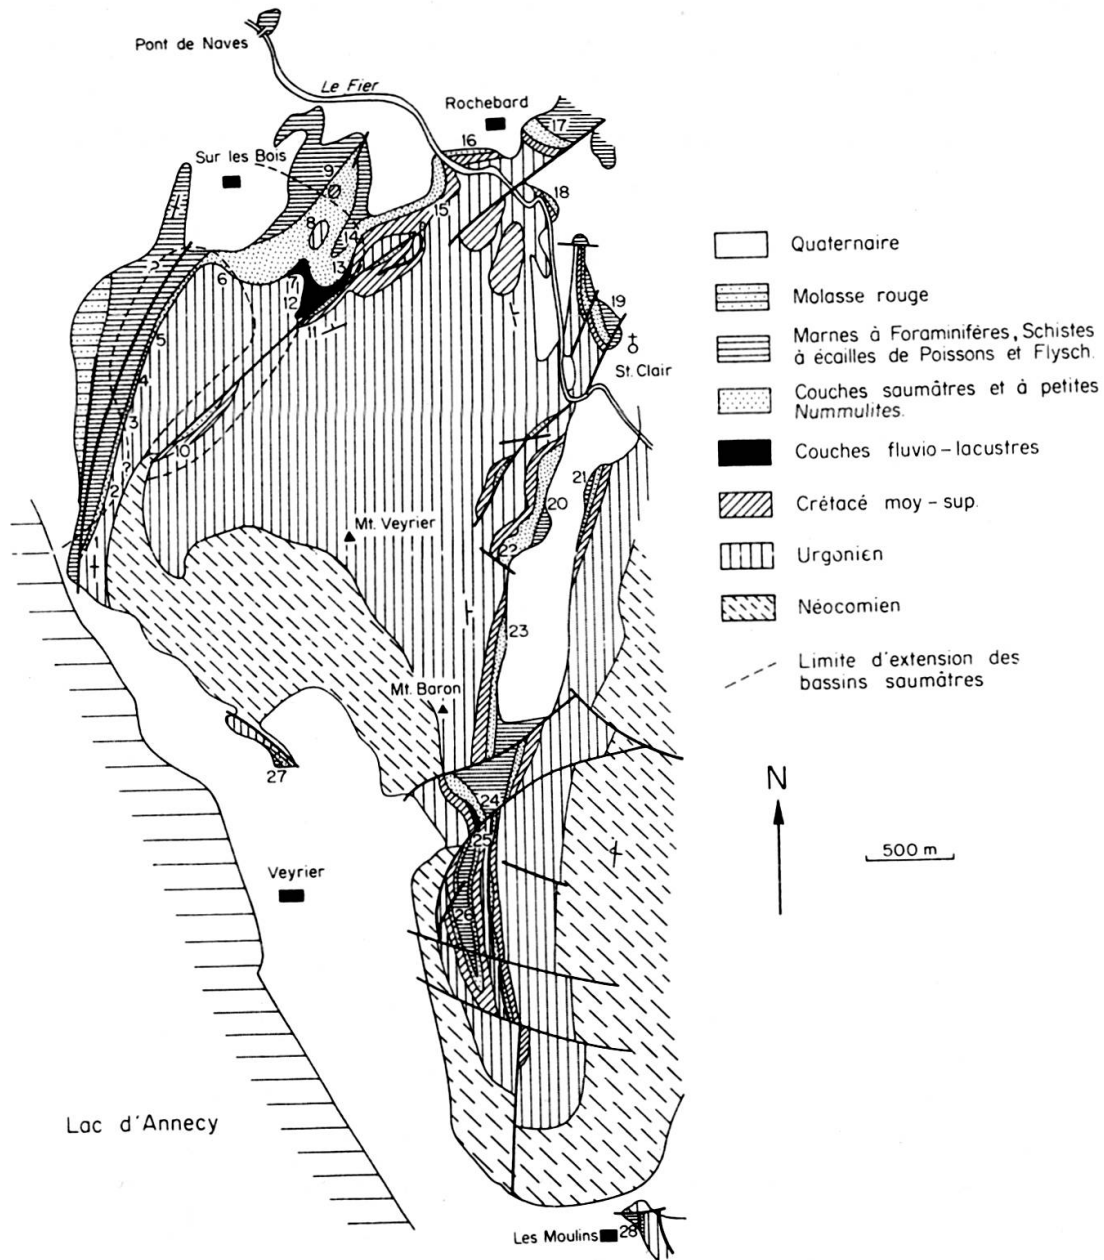 Pont de Naves
Le Fier
Rochebard
16
17
Sur les Bois
9
18
15
8
14
13
6
7
12
19
11
5
St. Clair
4
3
10
?
2
21
20
Mt. Veyrier
22
1
23
Mt. Baron
27
24
25
Veyrier
26
Lac d'Annecy
Les Moulins
28
Quaternaire
Molasse rouge
Marnes à Foraminiféres, Schistes
à écailles de Poissons et Flysch.
Couches saumâtres et à petites
Nummulites.
Couches fluvio-lacustres
Crétacé moy-sup.
Urgonien
Néocomien
Limite d'extension des
bassins saumâtres
N
500 m